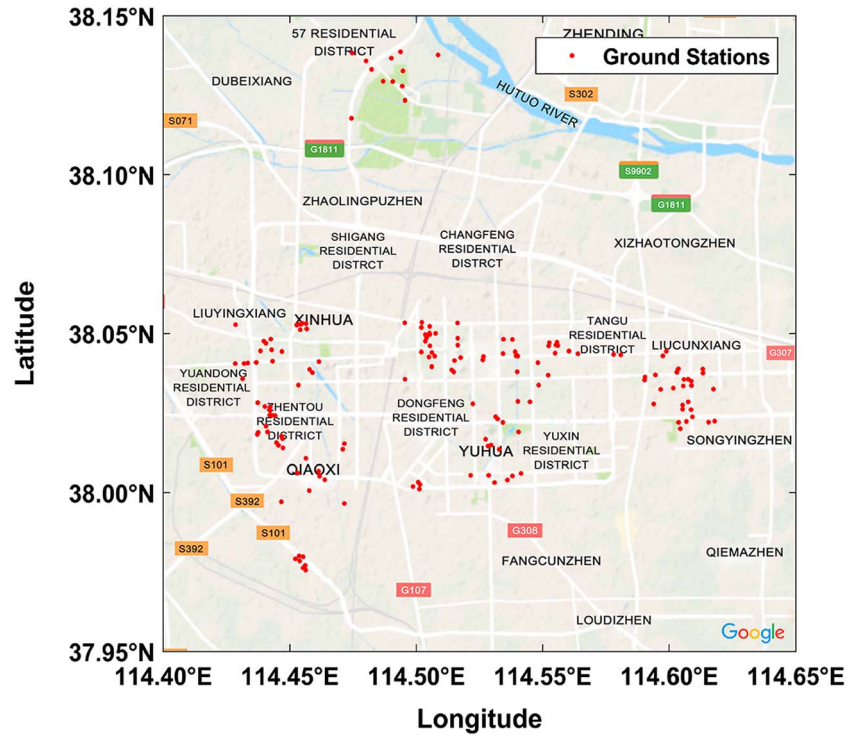 38.15°N
57 RESIDENTIAL
DISTRICT
ZHENDING
Ground Stations
DUBEIXIANG
HUTUO RIVER
S302
S071
G1811
38.10°N
S9902
G1811
ZHAOLINGPUZHEN
SHIGANG
RESIDENTIAL
DISTRCT
CHANGFENG
RESIDENTIAL
DISTRCT
XIZHAOTONGZHEN
LIUYINGXIANG
XINHUA
38.05°N
TANGU
RESIDENTIAL
DISTRICT
LIUCUNXIANG
G307
YUANDONG
RESIDENTIAL
DISTRICT
ZHENTOU
RESIDENTIAL
DISTRICT
DONGFENG
RESIDENTIAL
DISTRICT
YUHUA
YUXIN
RESIDENTIAL
DISTRICT
SONGYINGZHEN
S101
QIAOXI
38.00°N
S392
S101
S392
G308
FANGCUNZHEN
QIEMAZHEN
G107
LOUDIZHEN
Google
37.95°N
114.40°E 114.45°E 114.50°E 114.55°E 114.60°E 114.65°E
Longitude
Latitude